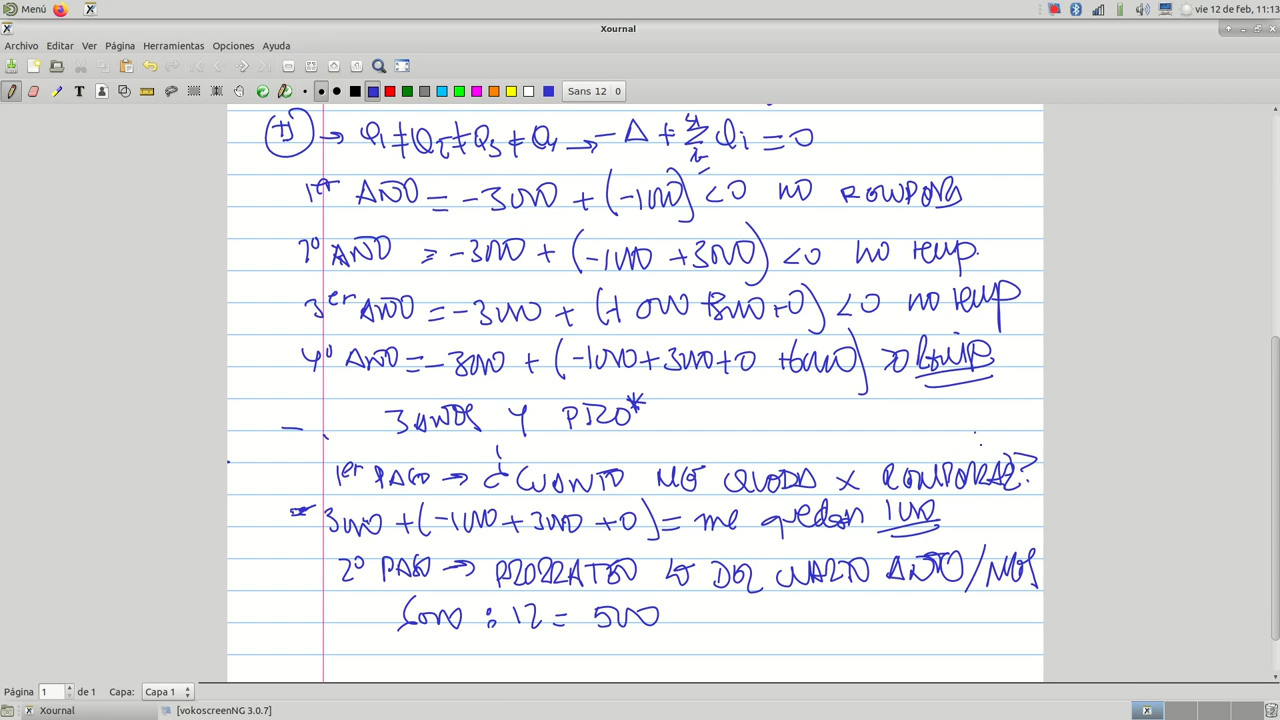 Menú X vie 12 de feb, 11:13
Xournal
Archivo Editar Ver Página Herramientas Opciones Ayuda
Sans 12 0
→ Q1≠Q2≠Q3≠Q4 → -Δ + Σ Qi = 0
1er AÑO = -3000 + (-1000) <0 no
2º AÑO = -3000 + (-1000 +3000) <0 no recup.
3er AÑO = -3000 + (-1000 +3000+0) <0 no recup
4º AÑO = -3000 + (-1000+3000+0 +6000) >0
3 AÑOS Y PICO*
1er PASO → ¿CUANTO ME QUEDA X RECUPERAR?
-3000 +(-1000+3000+0)= me quedan 1000
2º PASO → PRORRATEO LO DEL CUARTO AÑO/MES
6000 : 12 = 500
Página 1 de 1 Capa: Capa 1
Xournal [vokoscreenNG 3.0.7]